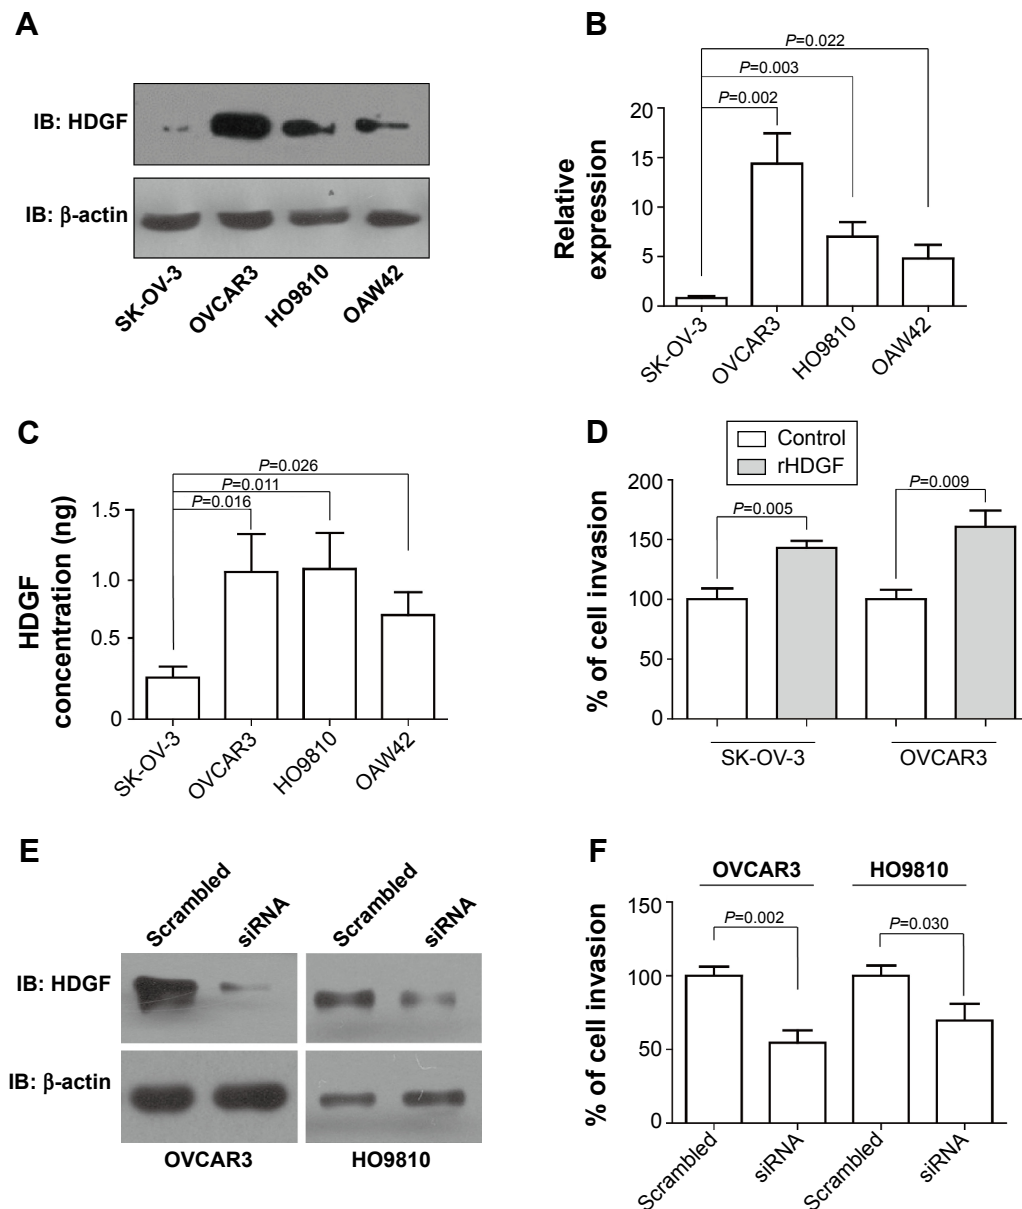 A
IB: HDGF
IB: β-actin
SK-OV-3
OVCAR3
HO9810
OAW42
B
P=0.022
P=0.003
P=0.002
Relative
expression
20
15
10
5
0
SK-OV-3
OVCAR3
HO9810
OAW42
C
P=0.026
P=0.011
P=0.016
HDGF
concentration (ng)
1.5
1.0
0.5
0
SK-OV-3
OVCAR3
HO9810
OAW42
D
Control
rHDGF
% of cell invasion
200
150
100
50
0
P=0.005
P=0.009
SK-OV-3
OVCAR3
E
Scrambled
siRNA
Scrambled
siRNA
IB: HDGF
IB: β-actin
OVCAR3
HO9810
F
OVCAR3
HO9810
% of cell invasion
150
100
50
0
P=0.002
P=0.030
Scrambled
siRNA
Scrambled
siRNA